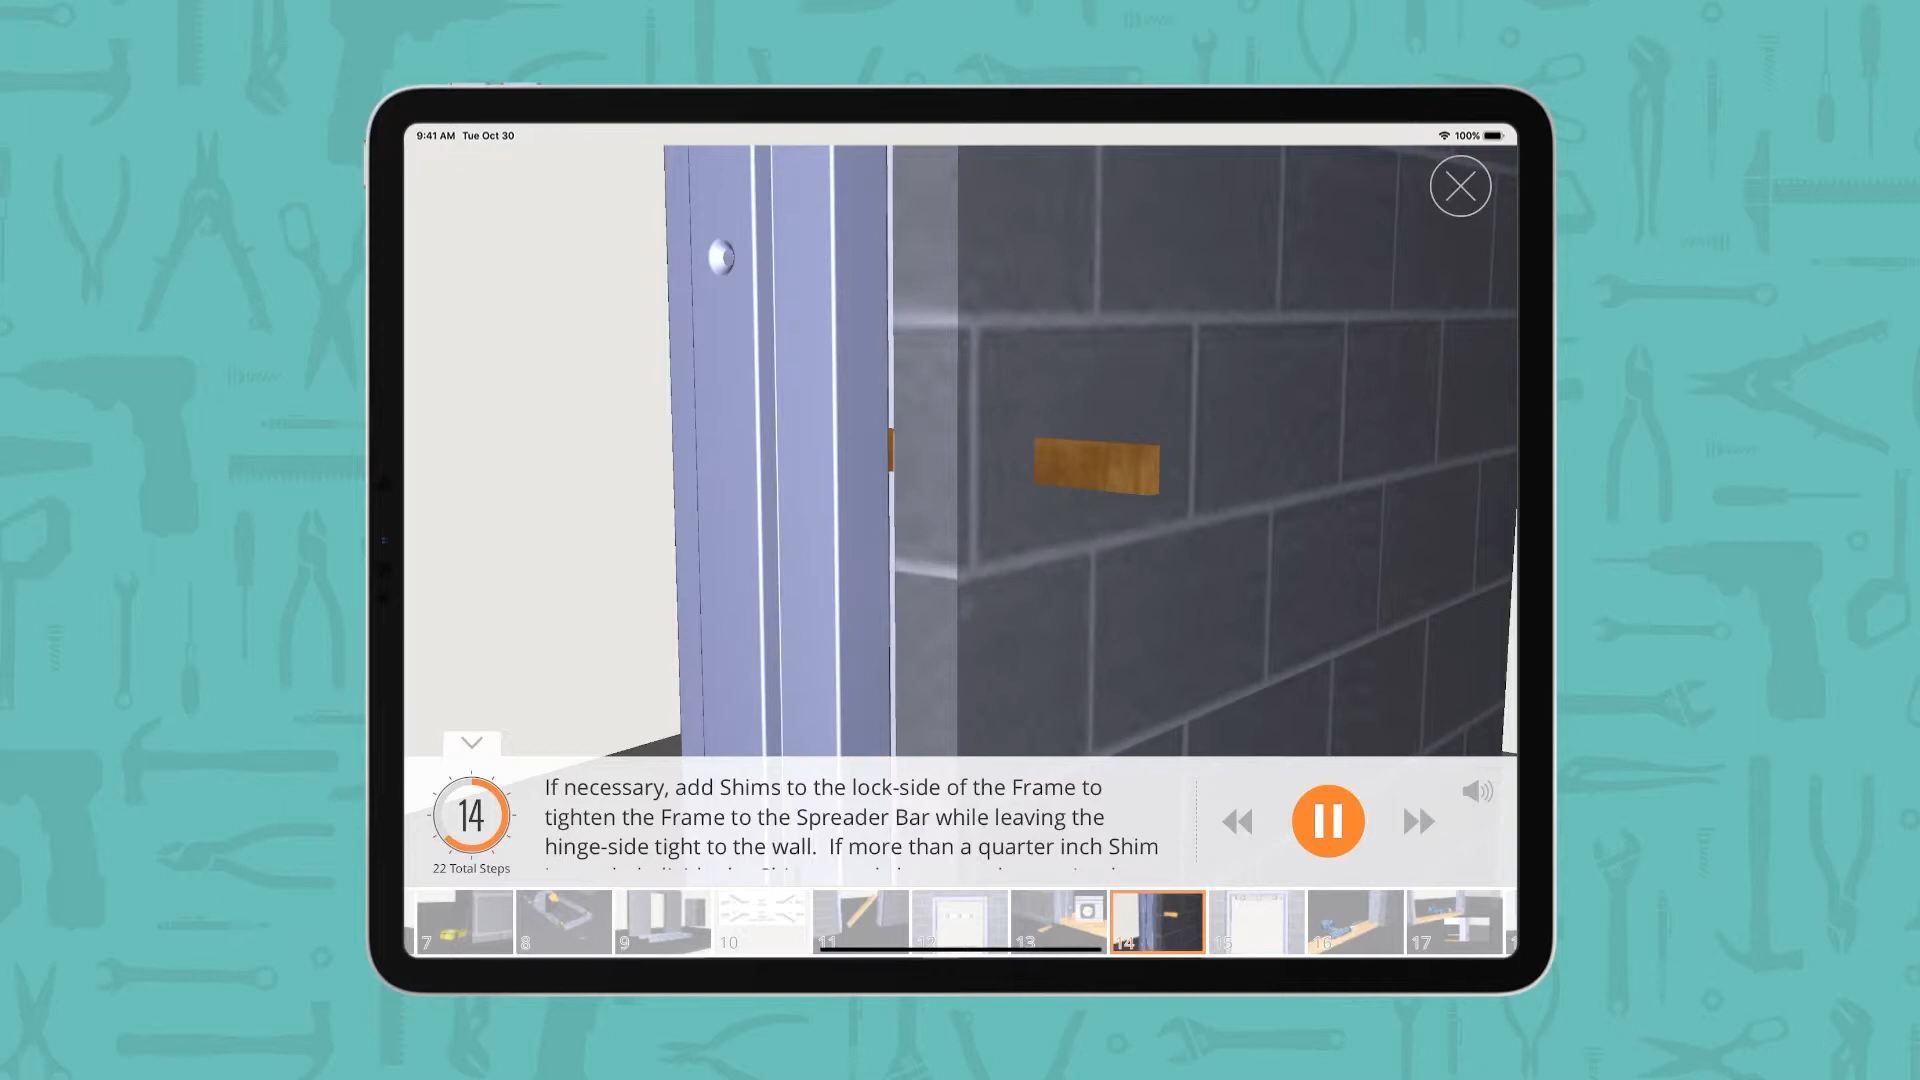 9:41 AM Tue Oct 30
100%
14
22 Total Steps
If necessary, add Shims to the lock-side of the Frame to
tighten the Frame to the Spreader Bar while leaving the
hinge-side tight to the wall. If more than a quarter inch Shim
7
8
9
10
11
12
13
14
15
16
17